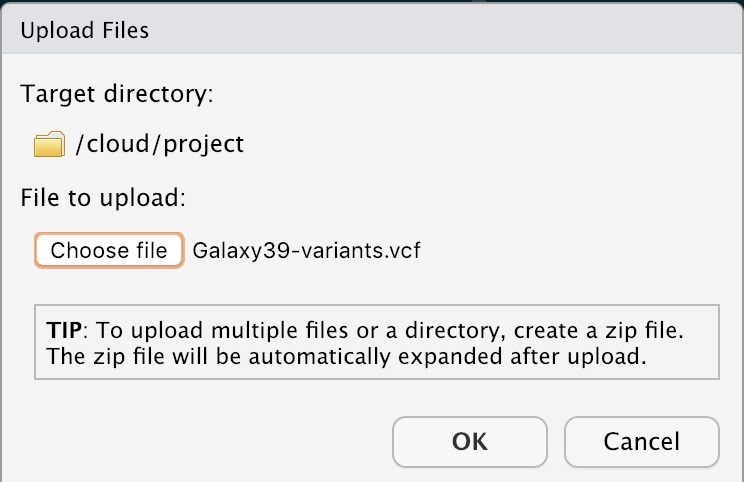 Upload Files
Target directory:
/cloud/project
File to upload:
Choose file Galaxy39-variants.vcf
TIP: To upload multiple files or a directory, create a zip file.
The zip file will be automatically expanded after upload.
OK Cancel